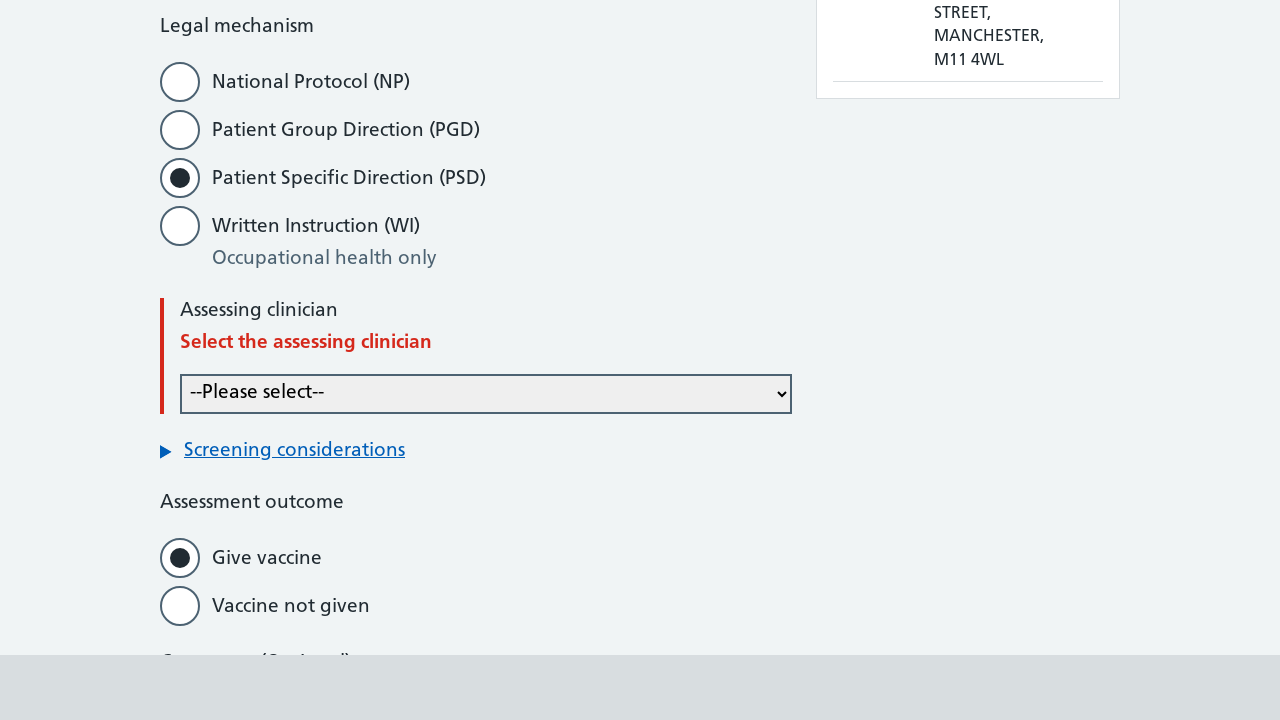 STREET,
MANCHESTER,
M11 4WL
Legal mechanism
National Protocol (NP)
Patient Group Direction (PGD)
Patient Specific Direction (PSD)
Written Instruction (WI)
Occupational health only
Assessing clinician
Select the assessing clinician
--Please select--
Screening considerations
Assessment outcome
Give vaccine
Vaccine not given